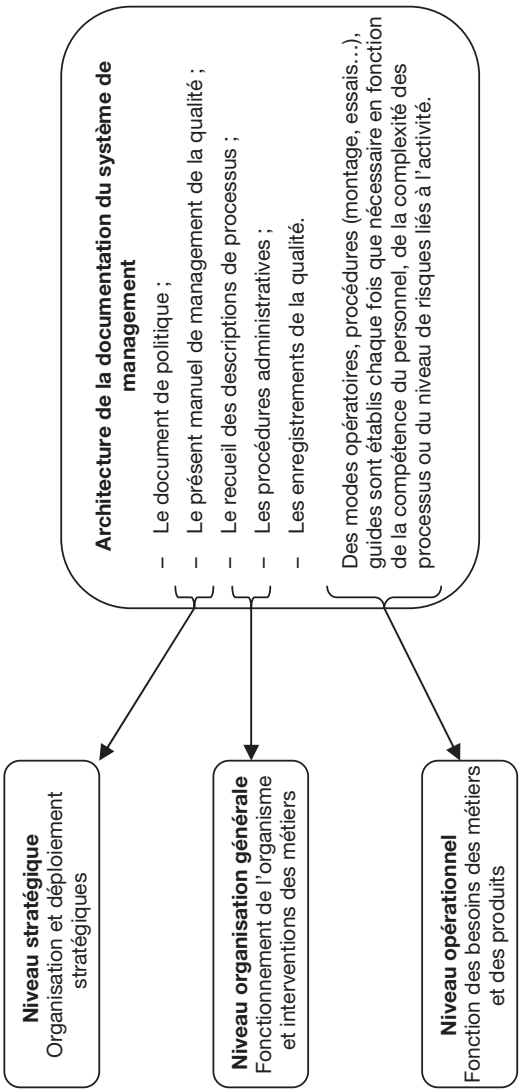 Architecture de la documentation du système de
management
– Le document de politique ;
– Le présent manuel de management de la qualité ;
– Le recueil des descriptions de processus ;
– Les procédures administratives ;
– Les enregistrements de la qualité.
Des modes opératoires, procédures (montage, essais...),
guides sont établis chaque fois que nécessaire en fonction
de la compétence du personnel, de la complexité des
processus ou du niveau de risques liés à l'activité.
Niveau stratégique
Organisation et déploiement
stratégiques
Niveau organisation générale
Fonctionnement de l'organisme
et interventions des métiers
Niveau opérationnel
Fonction des besoins des métiers
et des produits